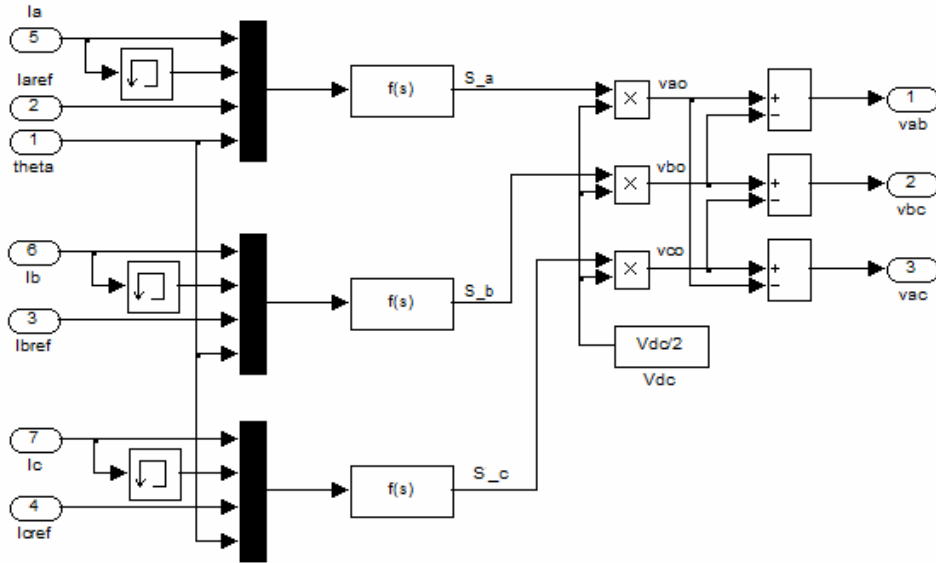 Ia
5
Iaref
2
1
theta
f(s)
S_a
×
vao
+
−
1
vab
6
Ib
3
Ibref
f(s)
S_b
×
vbo
+
−
2
vbc
7
Ic
4
Icref
f(s)
S_c
×
vco
+
−
3
vac
Vdc/2
Vdc